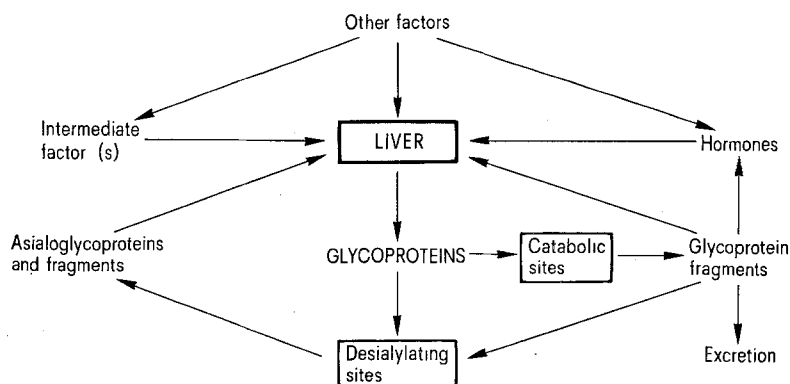 Other factors
Intermediate
factor (s)
LIVER
Hormones
Asialoglycoproteins
and fragments
GLYCOPROTEINS
Catabolic
sites
Glycoprotein
fragments
Desialylating
sites
Excretion